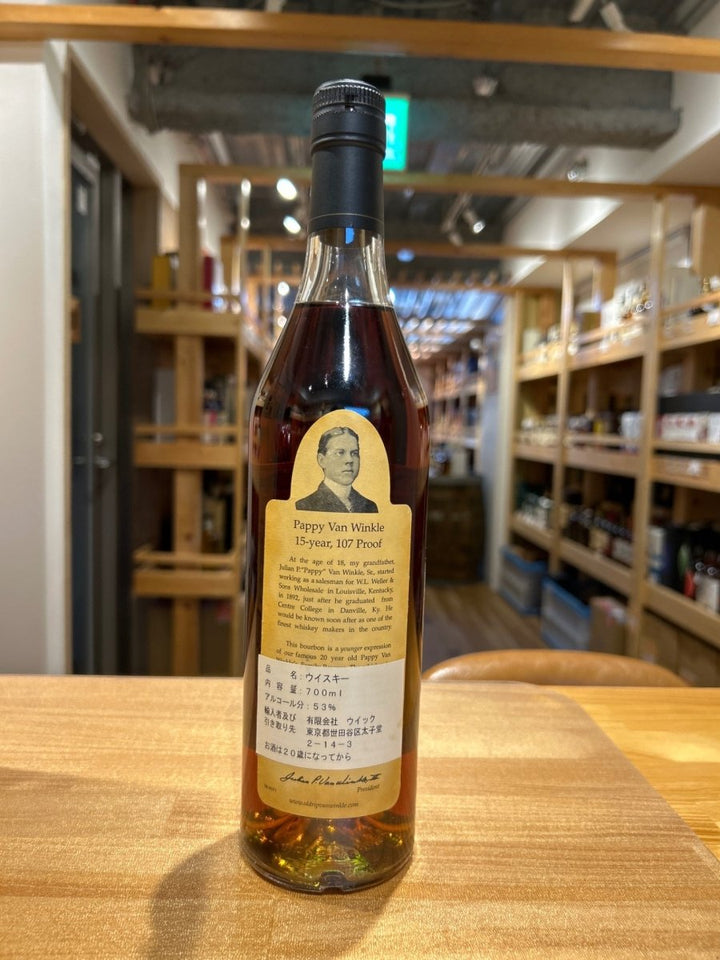 Pappy Van Winkle
15-year, 107 Proof
At the age of 18, my grandfather,
Julian P. "Pappy" Van Winkle, Sr., started
working as a salesman for W.L. Weller &
Sons Wholesale in Louisville, Kentucky,
in 1892, just after he graduated from
Centre College in Danville, Ky. He
would be known soon after as one of the
finest whiskey makers in the country.
This bourbon is a younger expression
of our famous 20 year old Pappy Van
品 名：ウイスキー
内 容 量：700ml
アルコール分：53%
輸入者及び 有限会社 ウイック
引き取り先 東京都世田谷区太子堂
2-14-3
お酒は20歳になってから
Julian P. Van Winkle III
President
www.oldripvanwinkle.com